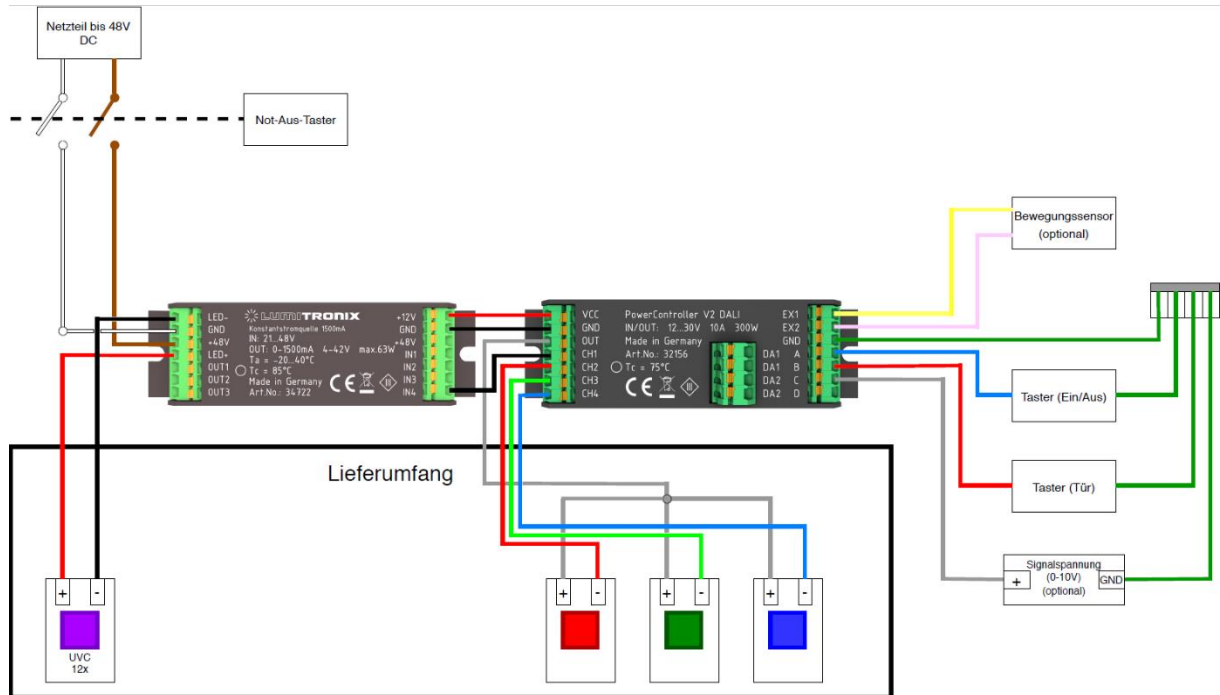 Netzteil bis 48V
DC
Not-Aus-Taster
Bewegungssensor
(optional)
LED-
GND
+48V
LED+
OUT1
OUT2
OUT3
LUMITRONIX
Konstantstromquelle 1500mA
IN: 21...48V
OUT: 0-1500mA 4-42V max.63W
Ta = -20...40°C
Tc = 85°C
Made in Germany
Art.No.: 34722
CE
+12V
GND
+48V
IN1
IN2
IN3
IN4
VCC
GND
OUT
CH1
CH2
CH3
CH4
PowerController V2 DALI
IN/OUT: 12...30V 10A 300W
Made in Germany
Art.No.: 32156
Tc = 75°C
CE
DA1
DA1
DA2
DA2
EX1
EX2
GND
A
B
C
D
Taster (Ein/Aus)
Taster (Tür)
Signalspannung
(0-10V)
(optional)
+
GND
Lieferumfang
+ -
UVC
12x
+ -
+ -
+ -